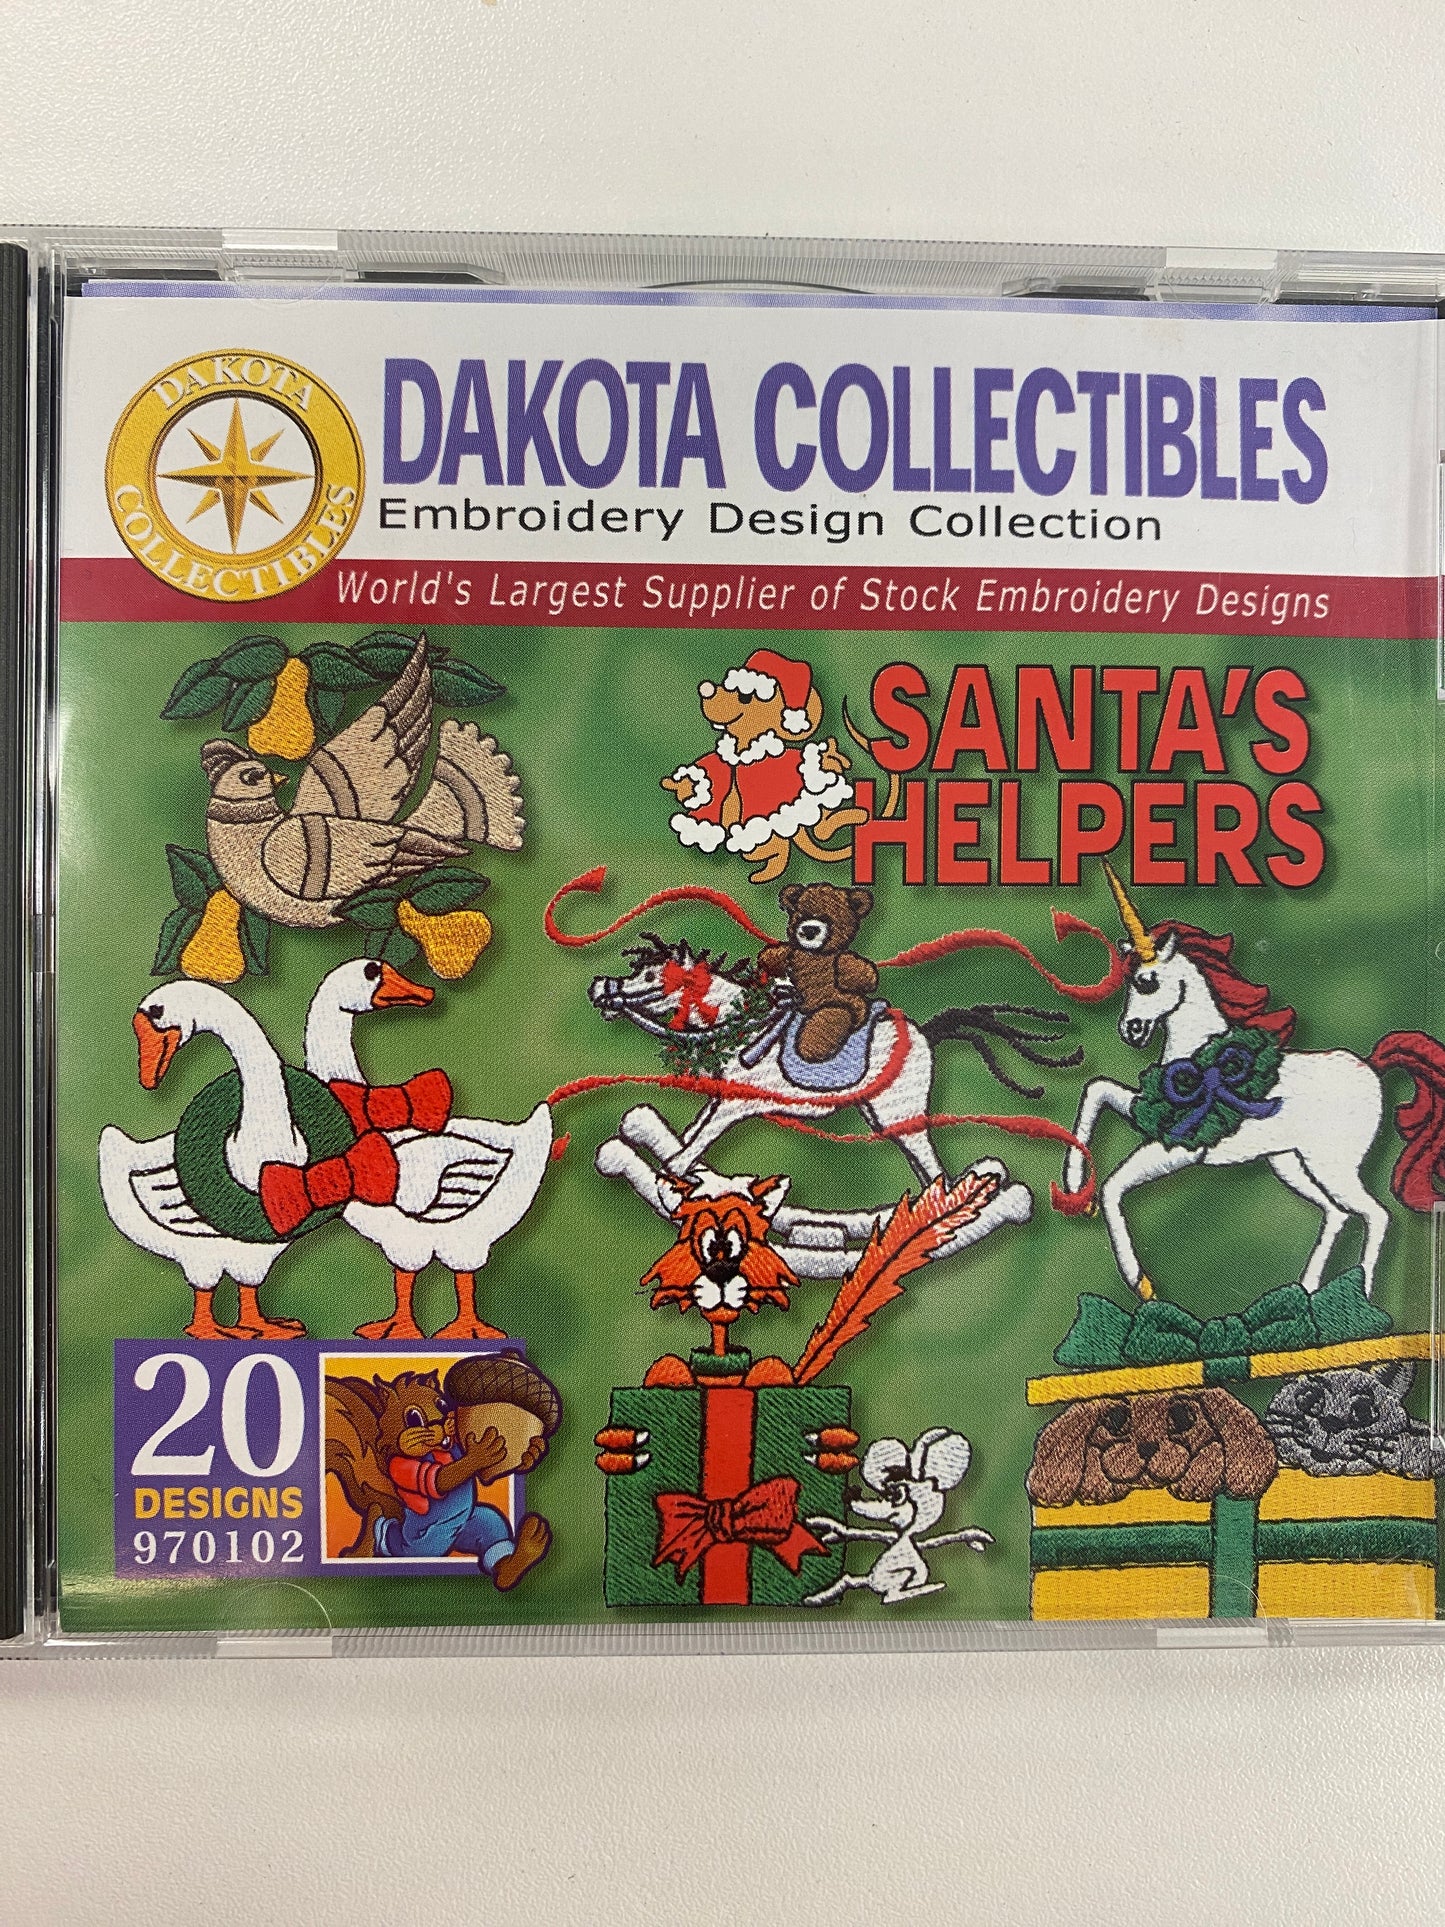 DAKOTA
COLLECTIBLES
DAKOTA COLLECTIBLES
Embroidery Design Collection
World's Largest Supplier of Stock Embroidery Designs
SANTA'S
HELPERS
20
DESIGNS
970102